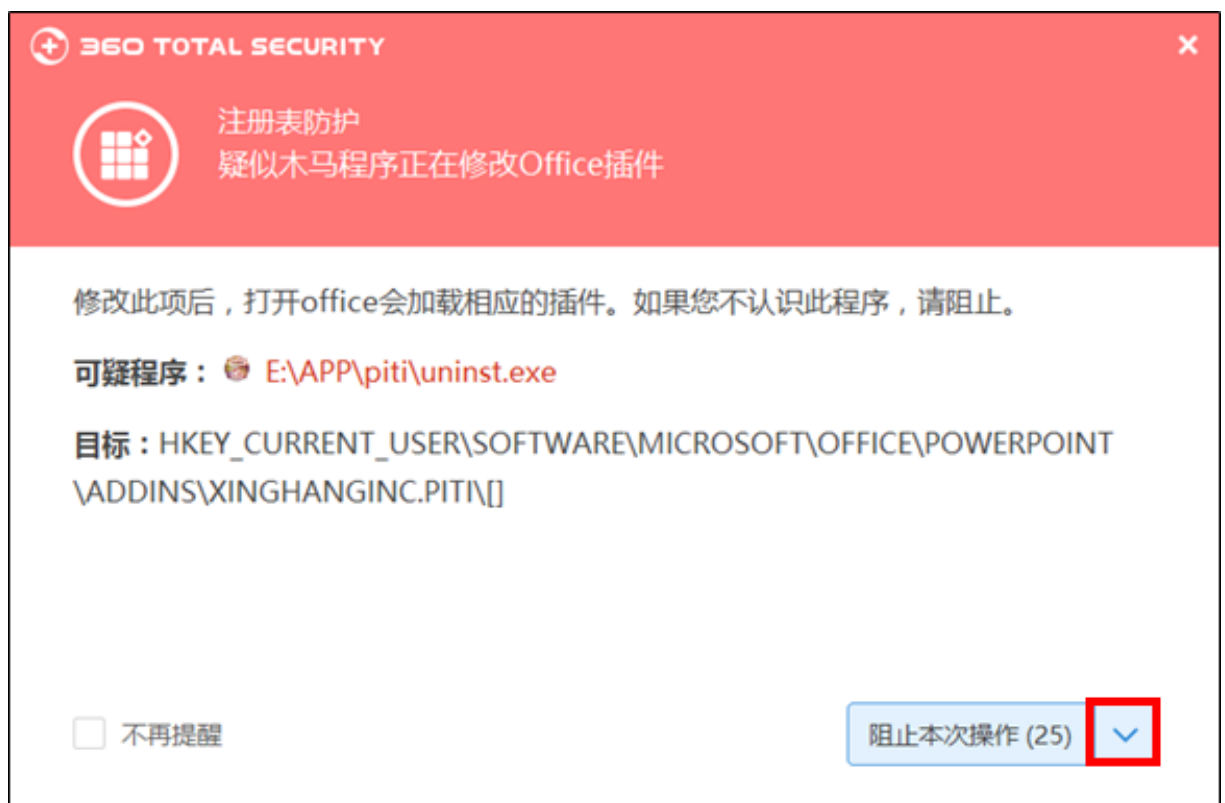 360 TOTAL SECURITY
注册表防护
疑似木马程序正在修改Office插件
修改此项后，打开office会加载相应的插件。如果您不认识此程序，请阻止。
可疑程序： E:\APP\piti\uninst.exe
目标：HKEY_CURRENT_USER\SOFTWARE\MICROSOFT\OFFICE\POWERPOINT
\ADDINS\XINGHANGINC.PITI\[]
不再提醒
阻止本次操作 (25)